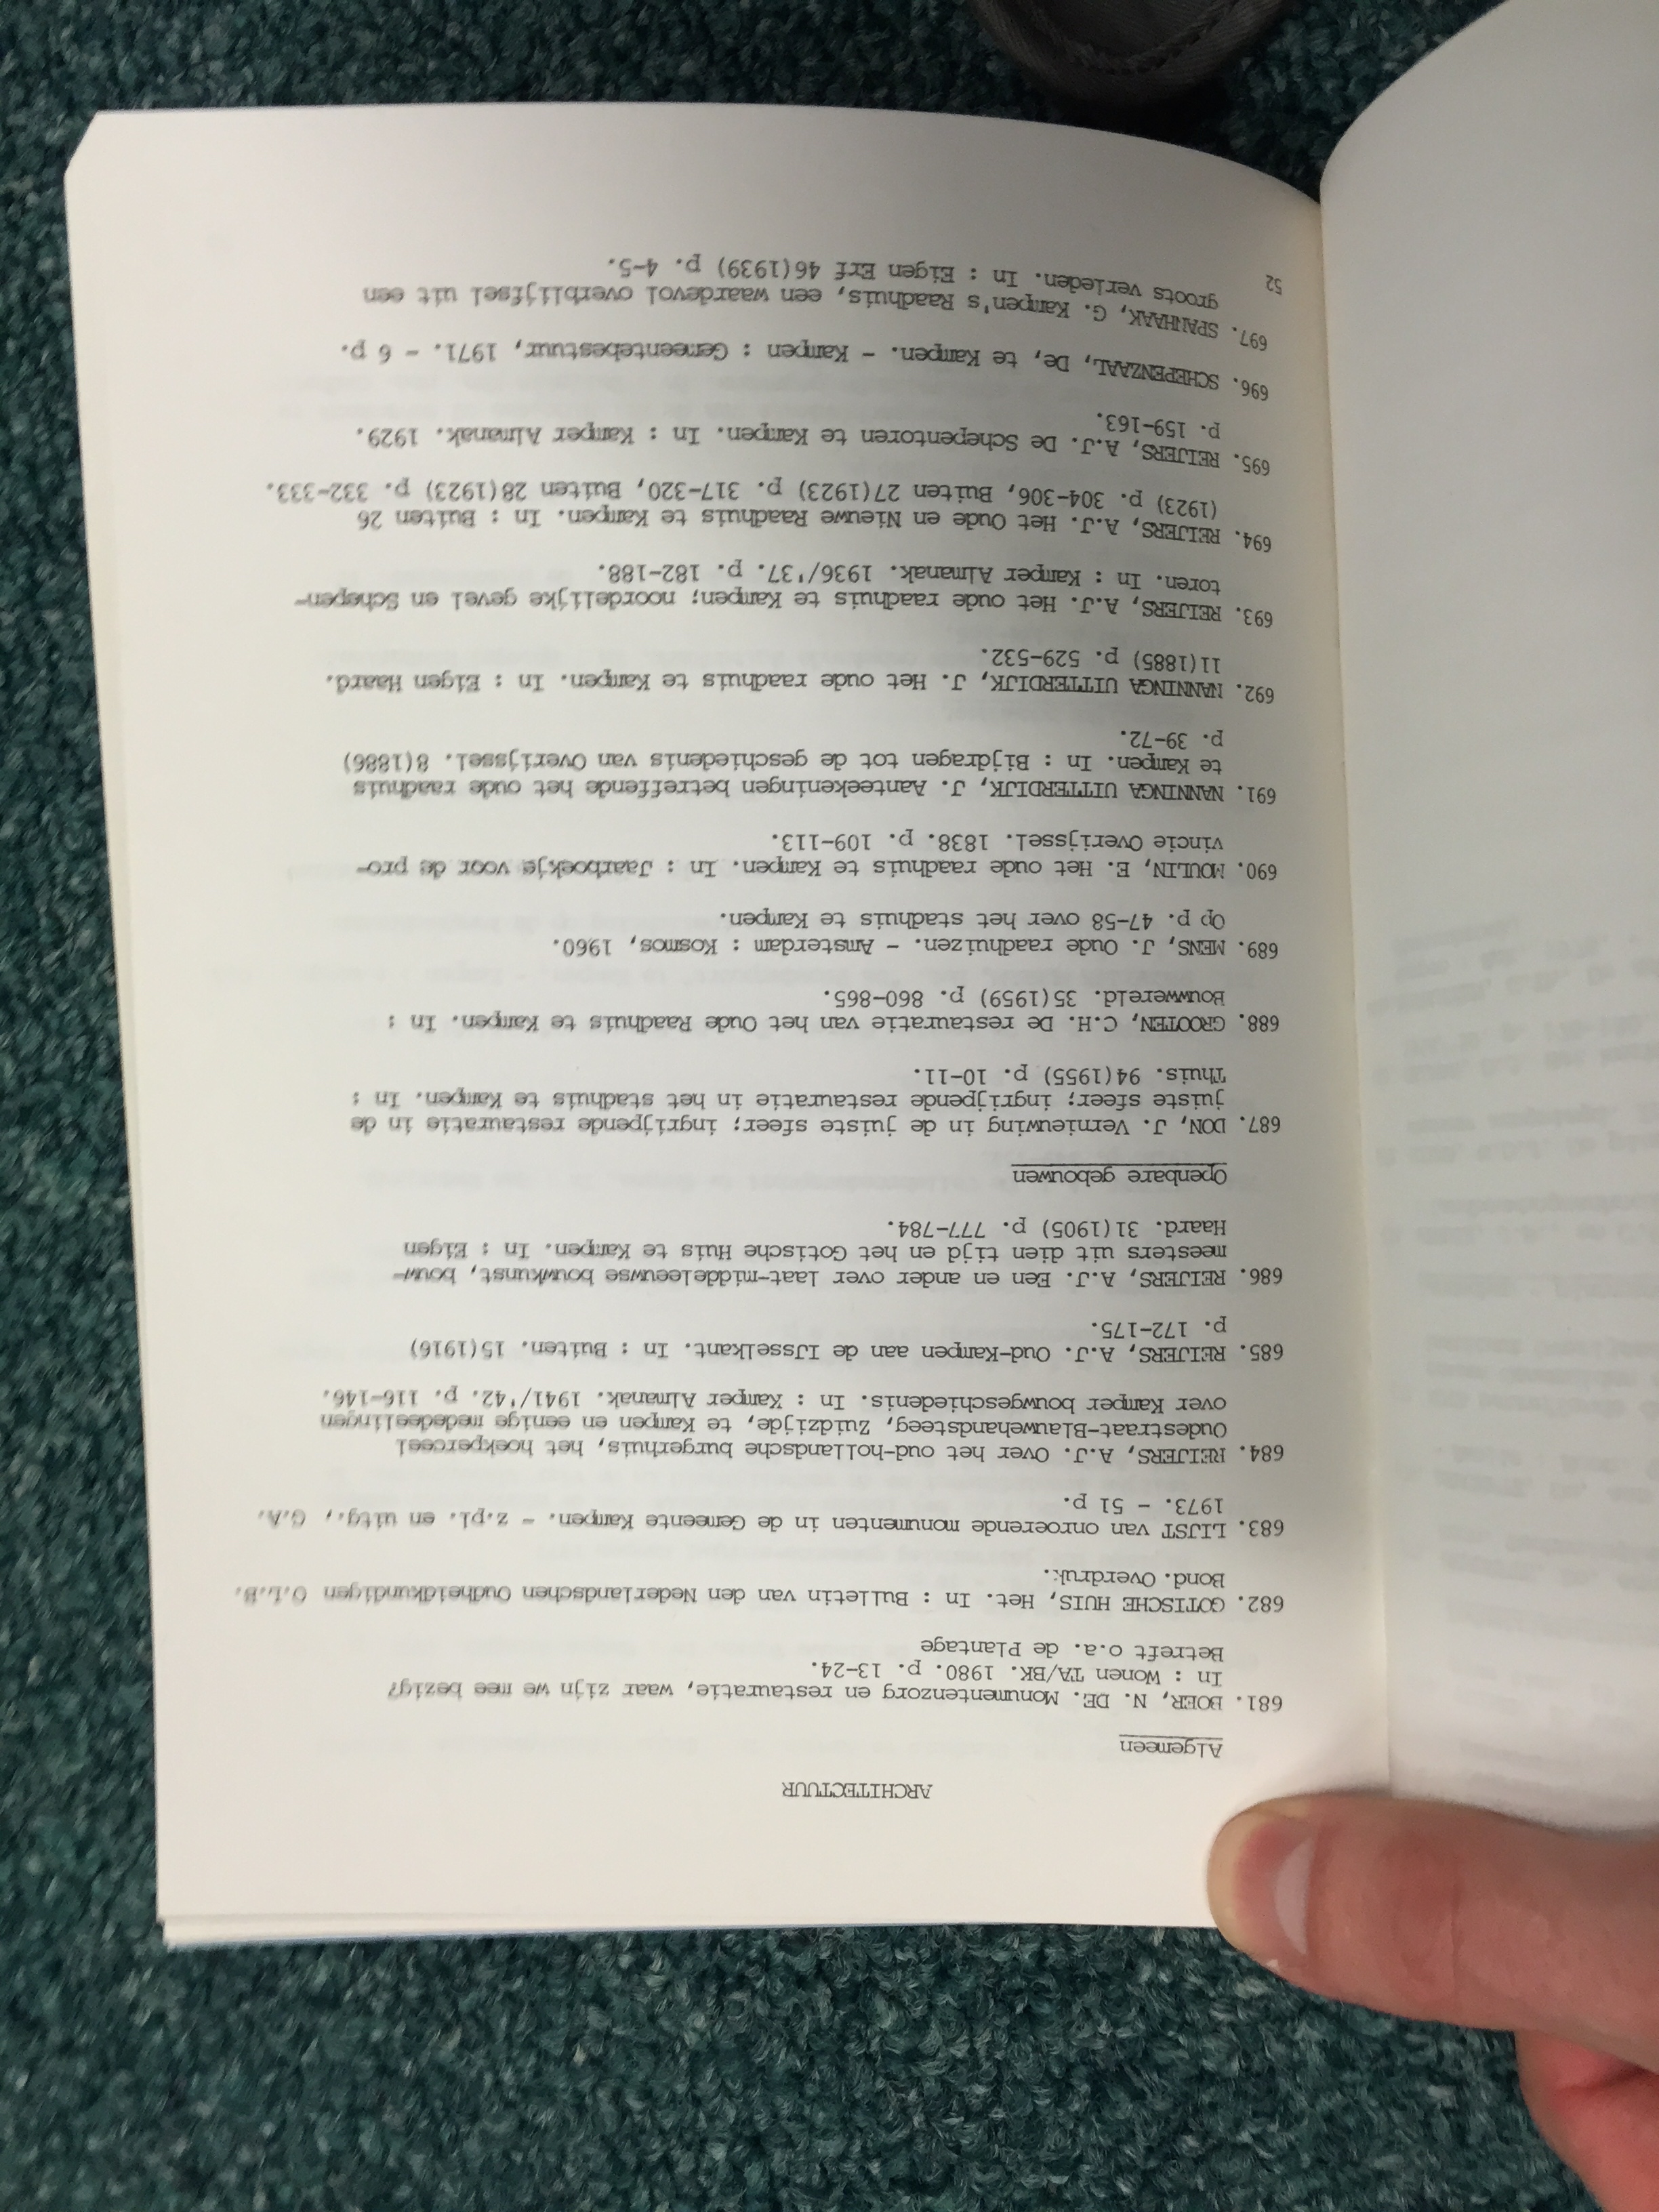 ARCHITECTUUR
Algemeen
681. BOER, N. DE. Monumentenzorg en restauratie, waar zijn we mee bezig?
In : Wonen TA/BK. 1980. p. 13-24.
Betreft o.a. de Plantage
682. GOTISCHE HUIS, Het. In : Bulletin van den Nederlandschen Oudheidkundigen O.L.B.
Bond. Overdruk.
683. LIJST van onroerende monumenten in de Gemeente Kampen. - z.pl. en uitg., G.A.
1973. - 51 p.
684. REIJERS, A.J. Over het oud-hollandsche burgerhuis, het hoekperceel
Oudestraat-Blauwehandsteeg, Zuidzijde, te Kampen en eenige mededeelingen
over Kamper bouwgeschiedenis. In : Kamper Almanak. 1941/'42. p. 116-146.
685. REIJERS, A.J. Oud-Kampen aan de IJsselkant. In : Buiten. 15(1916)
p. 172-175.
686. REIJERS, A.J. Een en ander over laat-middeleeuwse bouwkunst, bouw-
meesters uit dien tijd en het Gotische Huis te Kampen. In : Eigen
Haard. 31(1905) p. 777-784.
Openbare gebouwen
687. DON, J. Vernieuwing in de juiste sfeer; ingrijpende restauratie in de
juiste sfeer; ingrijpende restauratie in het stadhuis te Kampen. In :
Thuis. 94(1955) p. 10-11.
688. GROOTEN, C.H. De restauratie van het Oude Raadhuis te Kampen. In :
Bouwwereld. 35(1959) p. 860-865.
689. MENS, J. Oude raadhuizen. - Amsterdam : Kosmos, 1960.
Op p. 47-58 over het stadhuis te Kampen.
690. MOULIN, E. Het oude raadhuis te Kampen. In : Jaarboekje voor de pro-
vincie Overijssel. 1838. p. 109-113.
691. NANNINGA UITTERDIJK, J. Aanteekeningen betreffende het oude raadhuis
te Kampen. In : Bijdragen tot de geschiedenis van Overijssel. 8(1886)
p. 39-72.
692. NANNINGA UITTERDIJK, J. Het oude raadhuis te Kampen. In : Eigen Haard.
11(1885) p. 529-532.
693. REIJERS, A.J. Het oude raadhuis te Kampen; noordelijke gevel en Schepen-
toren. In : Kamper Almanak. 1936/'37. p. 182-188.
694. REIJERS, A.J. Het Oude en Nieuwe Raadhuis te Kampen. In : Buiten 26
(1923) p. 304-306, Buiten 27(1923) p. 317-320, Buiten 28(1923) p. 332-333.
695. REIJERS, A.J. De Schepentoren te Kampen. In : Kamper Almanak. 1929.
p. 159-163.
696. SCHEPENZAAL, De, te Kampen. - Kampen : Gemeentebestuur, 1971. - 6 p.
697. SPANHAAK, G. Kampen's Raadhuis, een waardevol overblijfsel uit een
groots verleden. In : Eigen Erf 46(1939) p. 4-5.
52